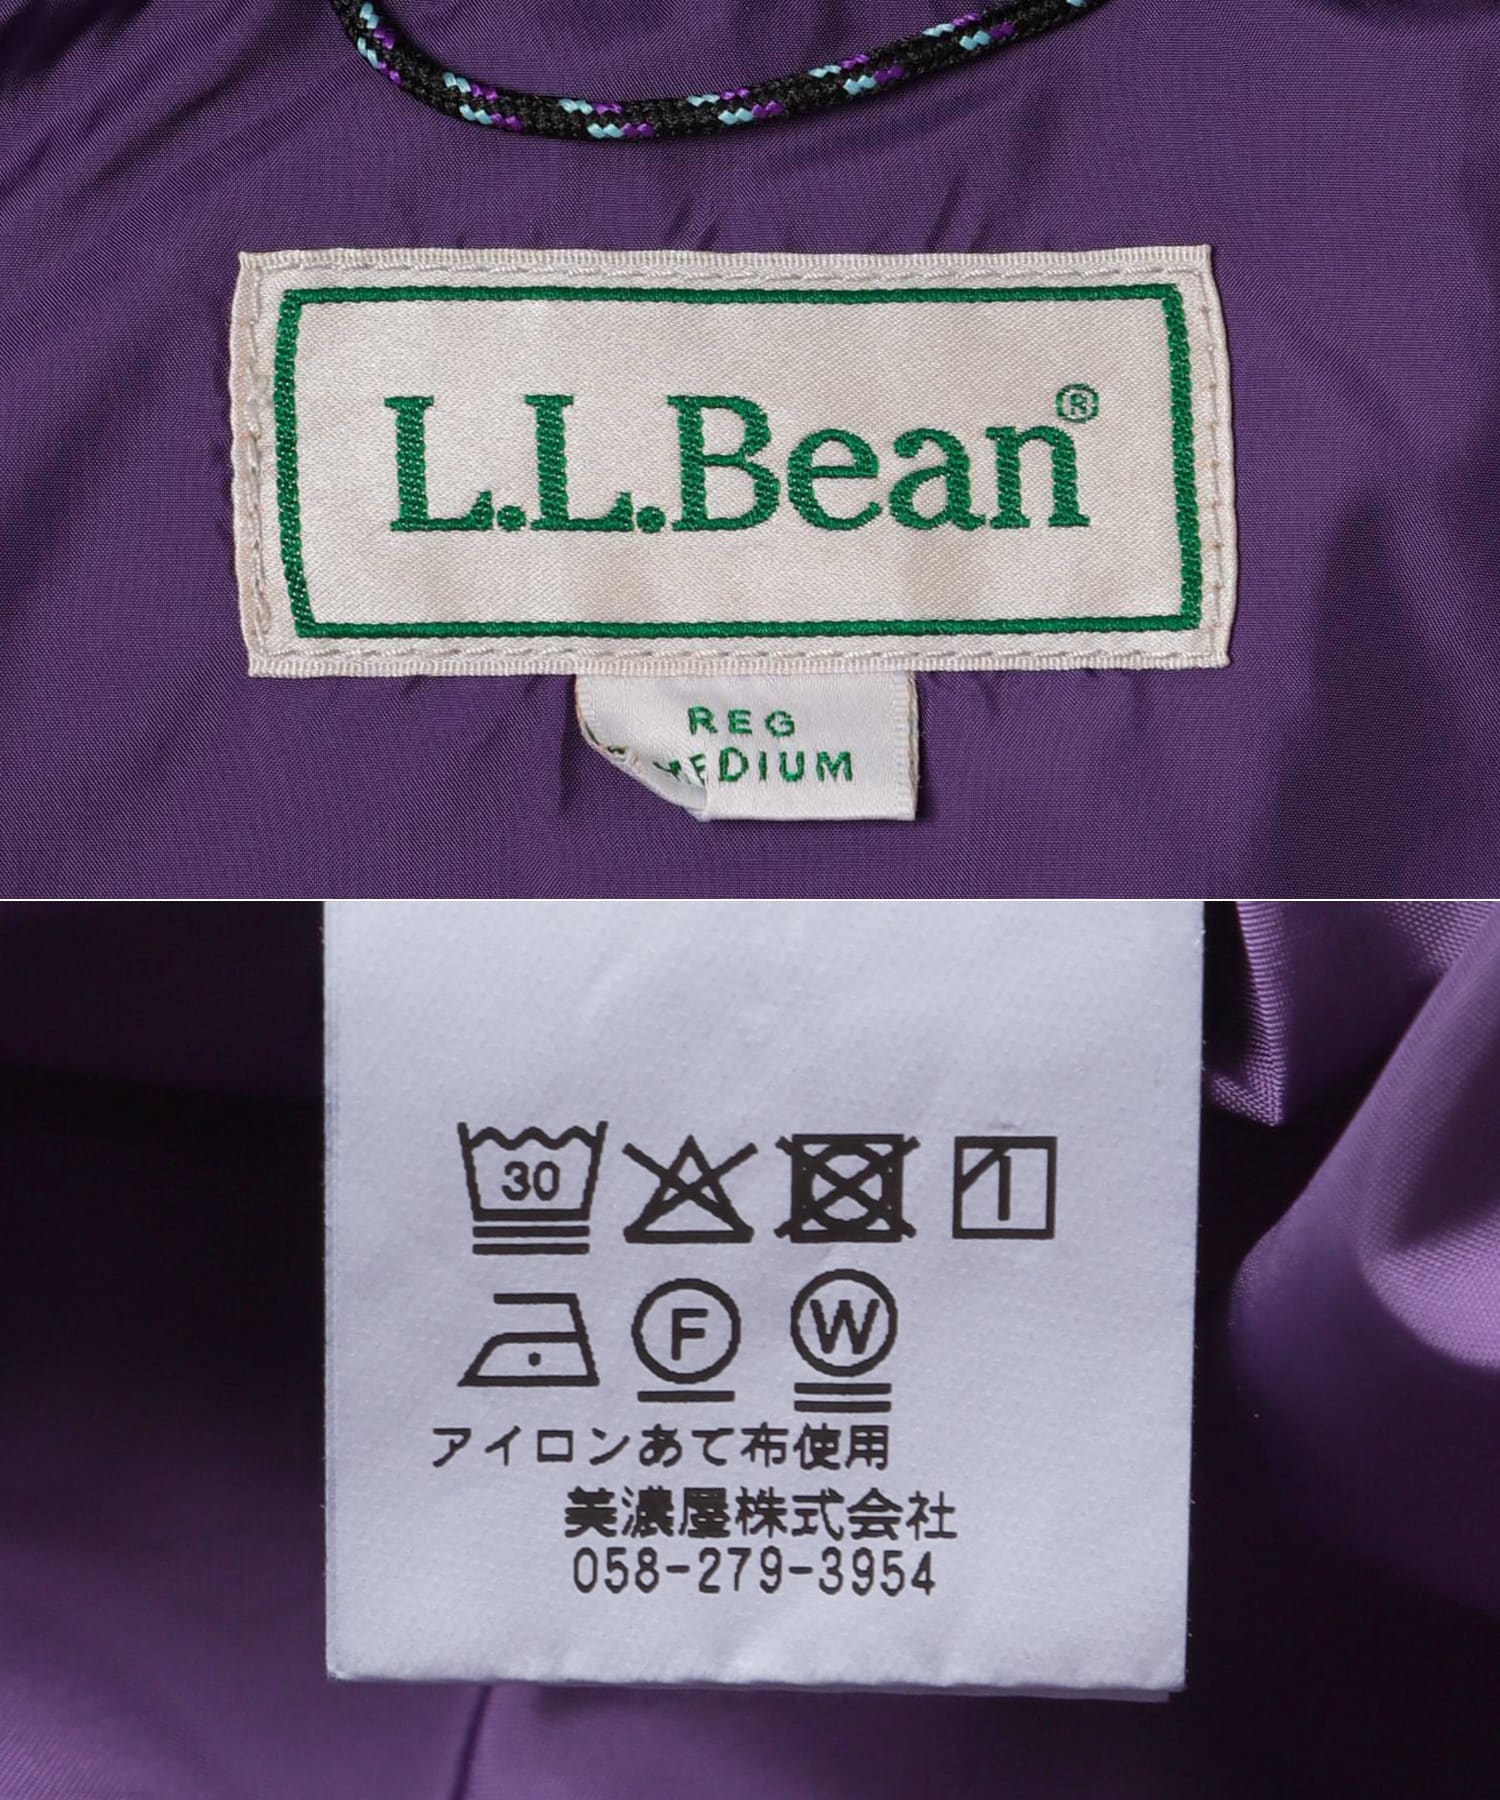 L.L.Bean®
REG
MEDIUM
30
F W
アイロンあて布使用
美濃屋株式会社
058-279-3954